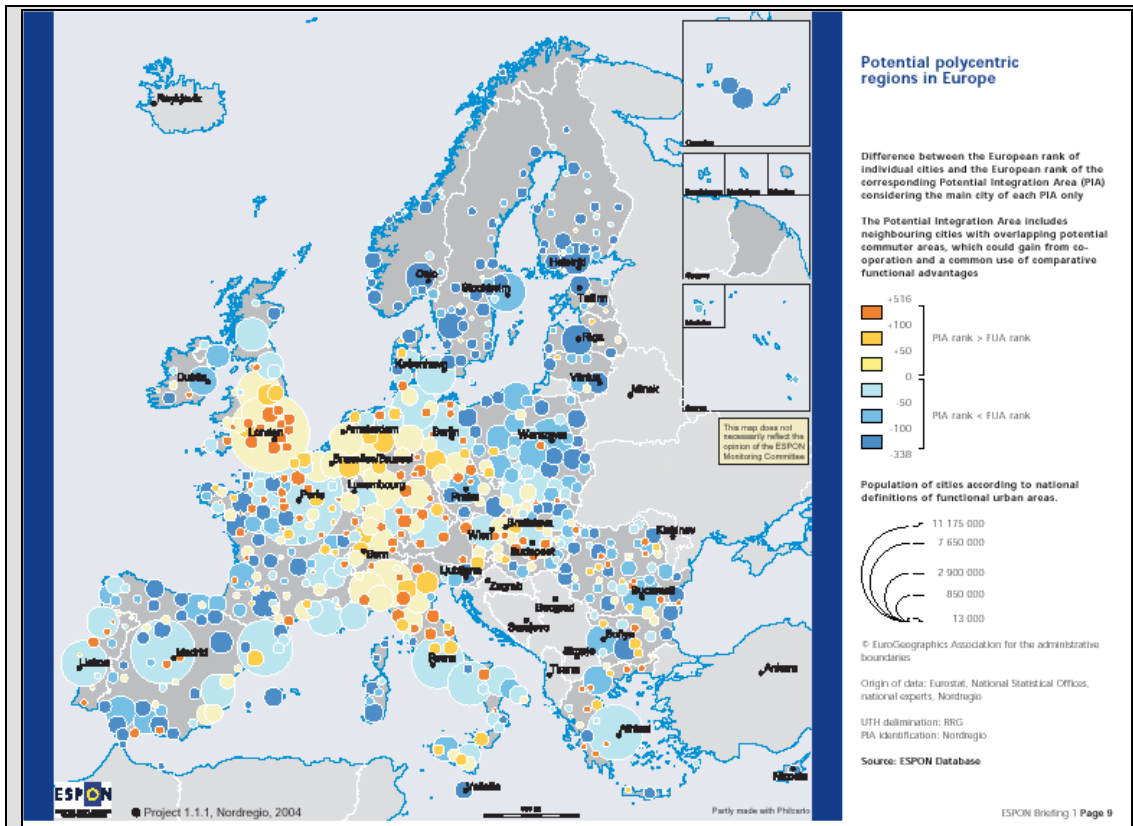 Potential polycentric
regions in Europe
Difference between the European rank of
individual cities and the European rank of the
corresponding Potential Integration Area (PIA)
considering the main city of each PIA only
The Potential Integration Area includes
neighbouring cities with overlapping potential
commuter areas, which could gain from co-
operation and a common use of comparative
functional advantages
+516
+100
+50
0
-50
-100
-338
PIA rank > FUA rank
PIA rank < FUA rank
Population of cities according to national
definitions of functional urban areas.
11 175 000
7 650 000
2 900 000
850 000
13 000
© EuroGeographics Association for the administrative
boundaries
Origin of data: Eurostat, National Statistical Offices,
national experts, Nordregio
UTH delimination: RRG
PIA identification: Nordregio
Source: ESPON Database
ESPON Briefing 1 Page 9
This map does not
necessarily reflect the
opinion of the ESPON
Monitoring Committee
Reykjavik
Oslo
Stockholm
Helsinki
Tallinn
Riga
Vilnius
Minsk
København
Dublin
London
Amsterdam
Berlin
Warszawa
Bruxelles/Brussel
Luxembourg
Paris
Praha
Bratislava
Wien
Budapest
Kishinev
Bern
Ljubljana
Zagreb
Beograd
Bucuresti
Sarajevo
Sofiya
Skopje
Tirana
Roma
Madrid
Lisboa
Athinai
Ankara
Valletta
Nicosia
ESPON
Project 1.1.1, Nordregio, 2004
Partly made with Philcarto